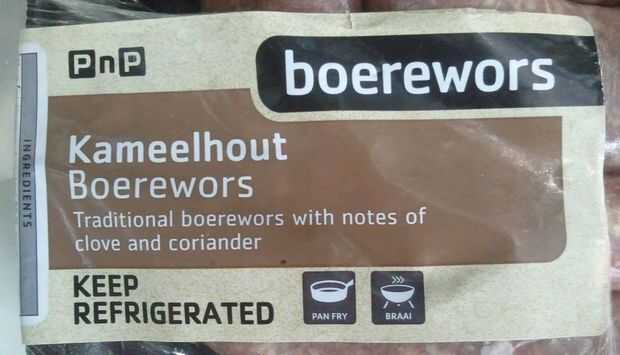 PnP
boerewors
INGREDIENTS
Kameelhout
Boerewors
Traditional boerewors with notes of
clove and coriander
KEEP
REFRIGERATED
PAN FRY
BRAAI